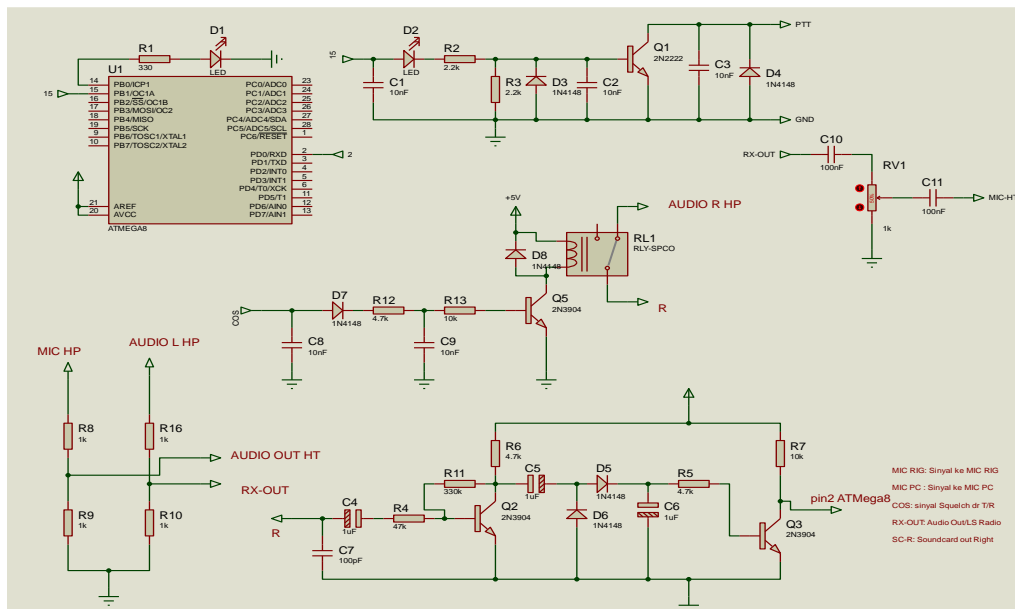 R1
330
D1
LED
U1
14
15
16
17
18
19
9
10
21
20
PB0/ICP1
PB1/OC1A
PB2/SS/OC1B
PB3/MOSI/OC2
PB4/MISO
PB5/SCK
PB6/TOSC1/XTAL1
PB7/TOSC2/XTAL2
AREF
AVCC
PC0/ADC0
PC1/ADC1
PC2/ADC2
PC3/ADC3
PC4/ADC4/SDA
PC5/ADC5/SCL
PC6/RESET
PD0/RXD
PD1/TXD
PD2/INT0
PD3/INT1
PD4/T0/XCK
PD5/T1
PD6/AIN0
PD7/AIN1
23
24
25
26
27
28
1
2
3
4
5
6
11
12
13
ATMEGA8
15
2
15
D2
LED
R2
2.2k
C1
10nF
R3
2.2k
D3
1N4148
C2
10nF
Q1
2N2222
C3
10nF
D4
1N4148
PTT
GND
RX-OUT
C10
100nF
RV1
1k
C11
100nF
MIC-HT
+5V
AUDIO R HP
RL1
RLY-SPCO
D8
1N4148
R
COS
D7
1N4148
R12
4.7k
R13
10k
Q5
2N3904
C8
10nF
C9
10nF
MIC HP
AUDIO L HP
R8
1k
R16
1k
AUDIO OUT HT
RX-OUT
R9
1k
R10
1k
R
C4
1uF
R4
47k
C7
100pF
R11
330k
R6
4.7k
Q2
2N3904
C5
1uF
D5
1N4148
D6
1N4148
C6
1uF
R5
4.7k
R7
10k
Q3
2N3904
pin2 ATMega8
MIC RIG: Sinyal ke MIC RIG
MIC PC : Sinyal ke MIC PC
COS: sinyal Squelch dr T/R
RX-OUT: Audio Out/LS Radio
SC-R: Soundcard out Right